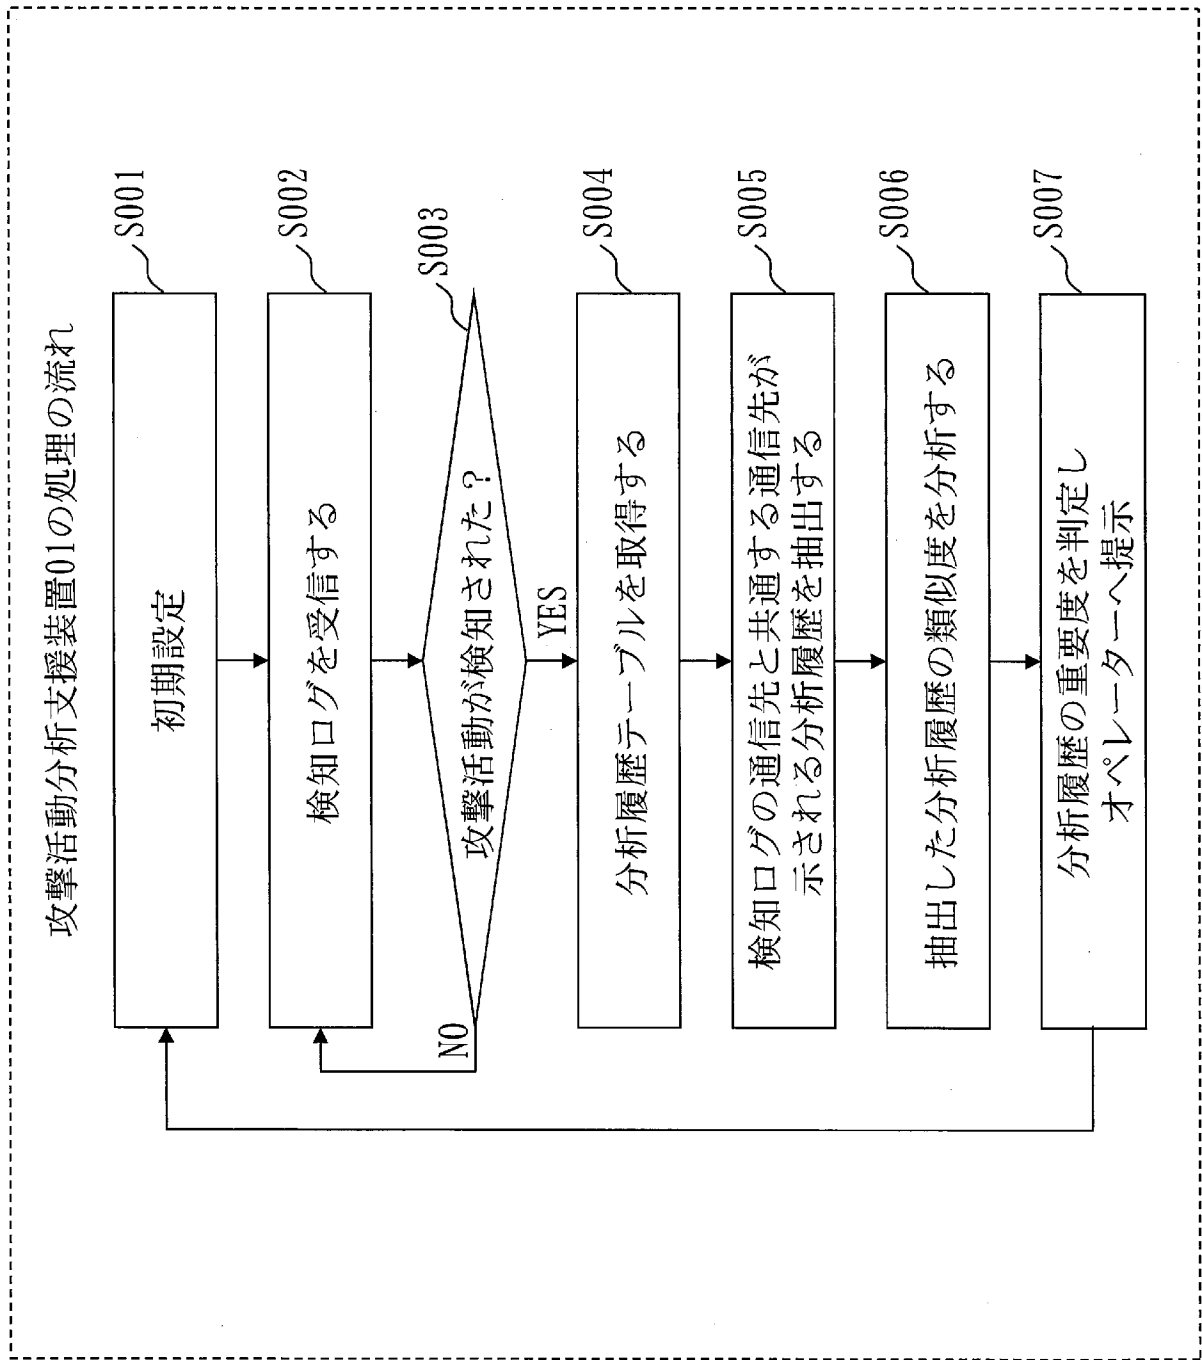 攻撃活動分析支援装置01の処理の流れ
S001
初期設定
S002
検知ログを受信する
S003
攻撃活動が検知された？
NO
YES
S004
分析履歴テーブルを取得する
S005
検知ログの通信先と共通する通信先が
示される分析履歴を抽出する
S006
抽出した分析履歴の類似度を分析する
S007
分析履歴の重要度を判定し
オペレーターへ提示